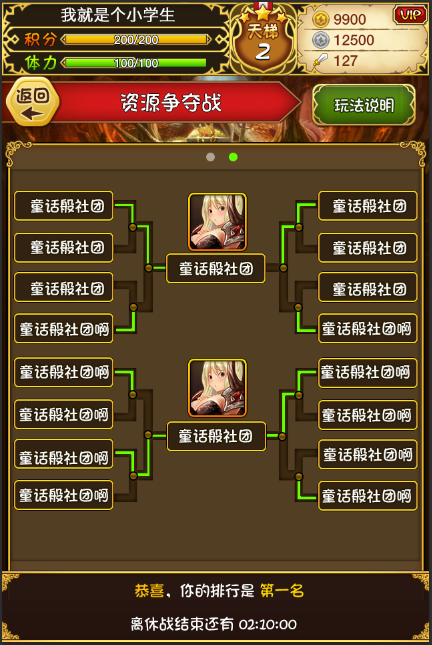 我就是个小学生
积分 200/200
体力 100/100
天梯
2
9900
12500
127
VIP
返回
资源争夺战
玩法说明
童话般社团
童话般社团
童话般社团
童话般社团
童话般社团
童话般社团
童话般社团
童话般社团啊
童话般社团啊
童话般社团啊
童话般社团啊
童话般社团啊
童话般社团啊
童话般社团
童话般社团啊
童话般社团啊
童话般社团啊
童话般社团啊
恭喜,你的排行是 第一名
离休战结束还有 02:10:00